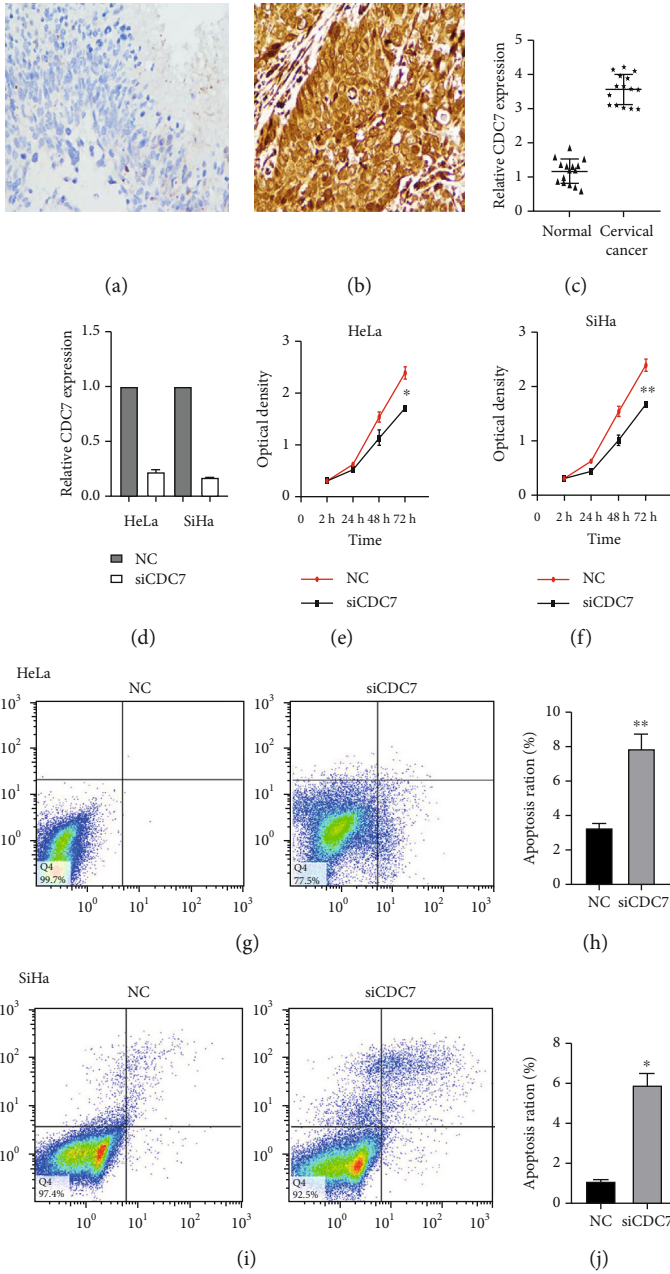 Relative CDC7 expression
5
4
3
2
1
0
Normal
Cervical
cancer
(a)
(b)
(c)
Relative CDC7 expression
1.5
1.0
0.5
0.0
HeLa
SiHa
NC
siCDC7
HeLa
Optical density
3
2
1
0
0 2 h 24 h 48 h 72 h
Time
*
NC
siCDC7
SiHa
Optical density
3
2
1
0
0 2 h 24 h 48 h 72 h
Time
**
NC
siCDC7
(d)
(e)
(f)
HeLa
NC
10³
10²
10¹
10⁰
Q4
99.7%
10⁰ 10¹ 10² 10³
siCDC7
10³
10²
10¹
10⁰
Q4
77.5%
10⁰ 10¹ 10² 10³
Apoptosis ration (%)
10
8
6
4
2
0
**
NC siCDC7
(g)
(h)
SiHa
NC
10³
10²
10¹
10⁰
Q4
97.4%
10⁰ 10¹ 10² 10³
siCDC7
10³
10²
10¹
10⁰
Q4
92.5%
10⁰ 10¹ 10² 10³
Apoptosis ration (%)
8
6
4
2
0
*
NC siCDC7
(i)
(j)